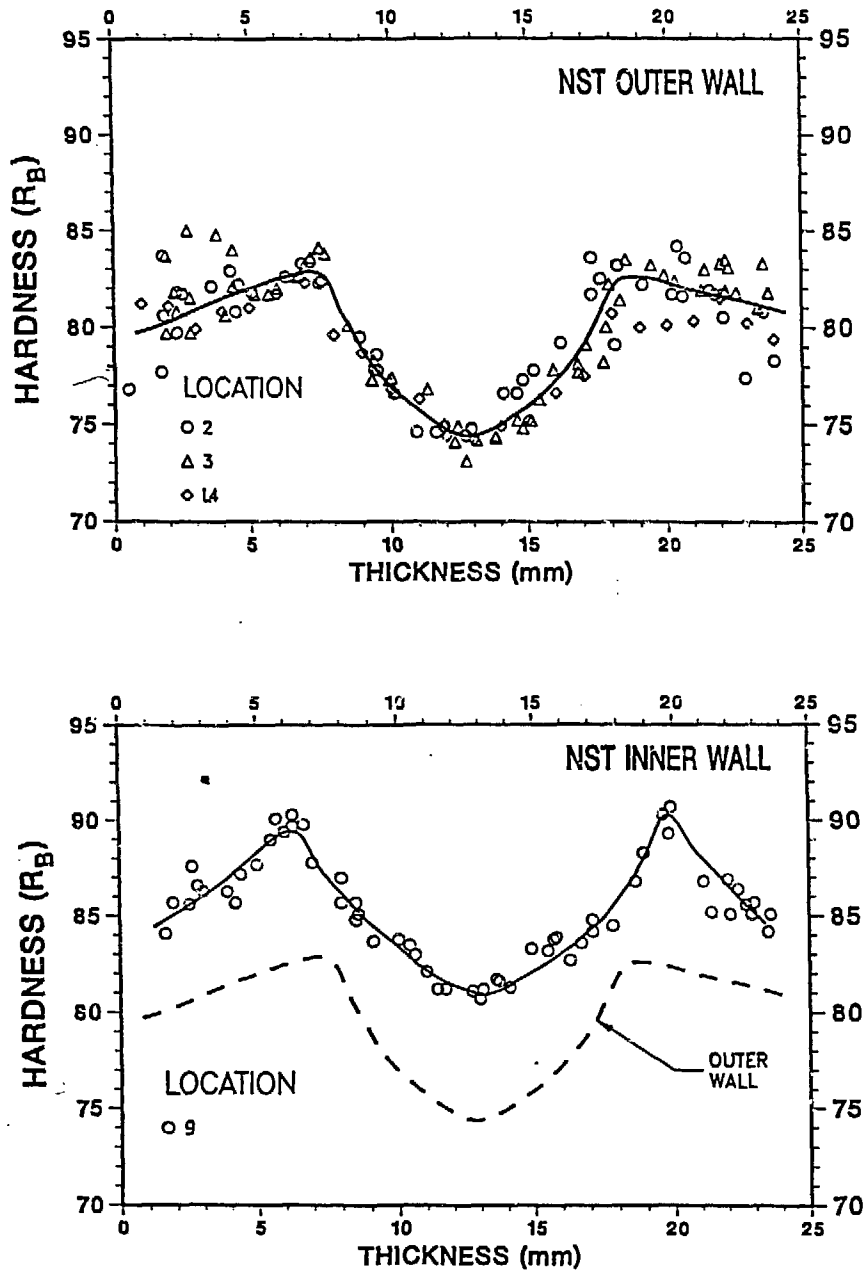 0 5 10 15 20 25
95 95
NST OUTER WALL
90 90
85 85
80 80
75 75
70 70
HARDNESS (RB)
LOCATION
○ 2
△ 3
◇ 14
0 5 10 15 20 25
THICKNESS (mm)
0 5 10 15 20 25
95 95
NST INNER WALL
90 90
85 85
80 80
75 75
70 70
HARDNESS (RB)
OUTER
WALL
LOCATION
○ 9
0 5 10 15 20 25
THICKNESS (mm)